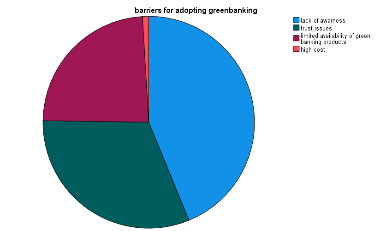 barriers for adopting greenbanking
lack of awarness
trust issues
limited availability of green
banking products
high cost